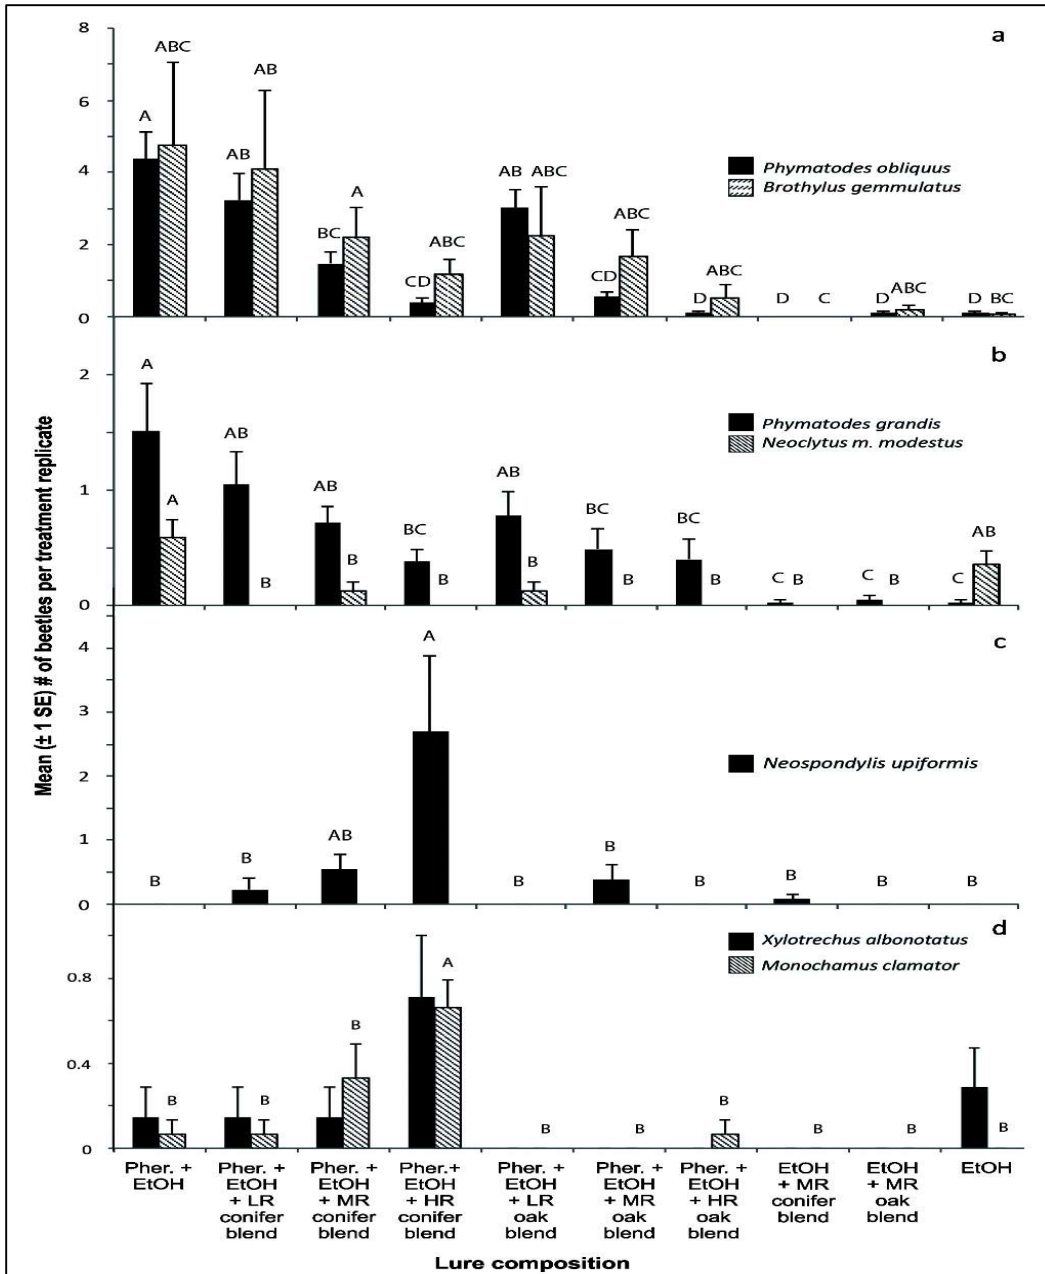 Mean (± 1 SE) # of beetles per treatment replicate
a
8
6
4
2
0
A ABC
AB AB
BC A
CD ABC
AB ABC
CD ABC
D ABC
D C
D ABC
D BC
Phymatodes obliquus
Brothylus gemmulatus
b
2
1
0
A A
AB B
AB B
BC B
AB B
BC B
BC B
C B
C B
C AB
Phymatodes grandis
Neoclytus m. modestus
c
4
3
2
1
0
B
B
AB
A
B
B
B
B
B
B
Neospondylis upiformis
d
0.8
0.4
0
B
B
B
A
B
B
B
B
B
B
Xylotrechus albonotatus
Monochamus clamator
Pher. +
EtOH
Pher. +
EtOH
+ LR
conifer
blend
Pher. +
EtOH
+ MR
conifer
blend
Pher.+
EtOH
+ HR
conifer
blend
Pher. +
EtOH
+ LR
oak
blend
Pher. +
EtOH
+ MR
oak
blend
Pher. +
EtOH
+ HR
oak
blend
EtOH
+ MR
conifer
blend
EtOH
+ MR
oak
blend
EtOH
Lure composition